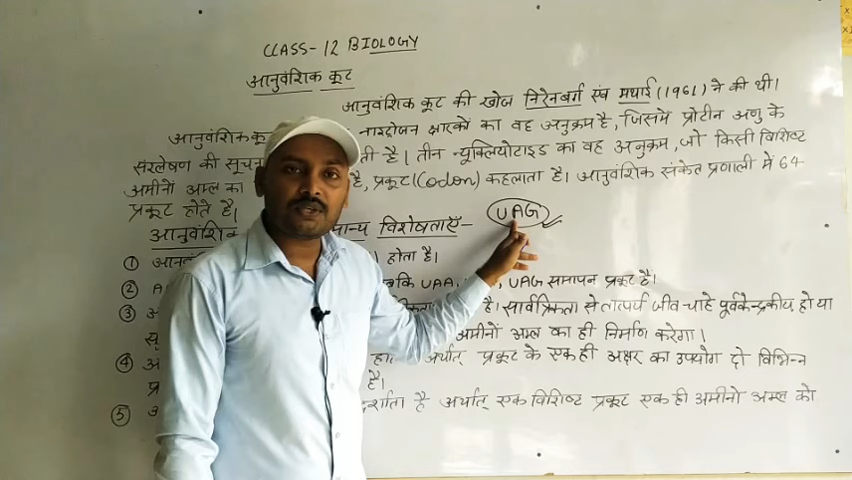 CLASS-12 BIOLOGY
आनुवंशिक कूट
आनुवंशिक कूट की खोज निरेनबर्ग एंव मथाई (1961) ने की थी।
आनुवंशिक कूट नाइट्रोजन क्षारकों का वह अनुक्रम है, जिसमें प्रोटीन अणु के
संश्लेषण की सूचना ती है। तीन न्यूक्लियोटाइड का वह अनुक्रम, जो किसी विशिष्ट
अमीनों अम्ल का है, प्रकूट (Codon) कहलाता है। आनुवंशिक संकेत प्रणाली में 64
प्रकूट होते है।
आनुवंशिक मान्य विशेषताएँ-
UAG
① होता है।
② A बकि UAA, UAG समापन प्रकूट है।
③ है। सार्वत्रिकता से तात्पर्य जीव चाहे पूर्वकेन्द्रकीय हो या
अमीनों अम्ल का ही निर्माण करेगा।
④ अर्थात् प्रकूट के एक ही अक्षर का उपयोग दो विभिन्न
प्र है।
⑤ दर्शाता है अर्थात् एक विशिष्ट प्रकूट एक ही अमीनो अम्ल को